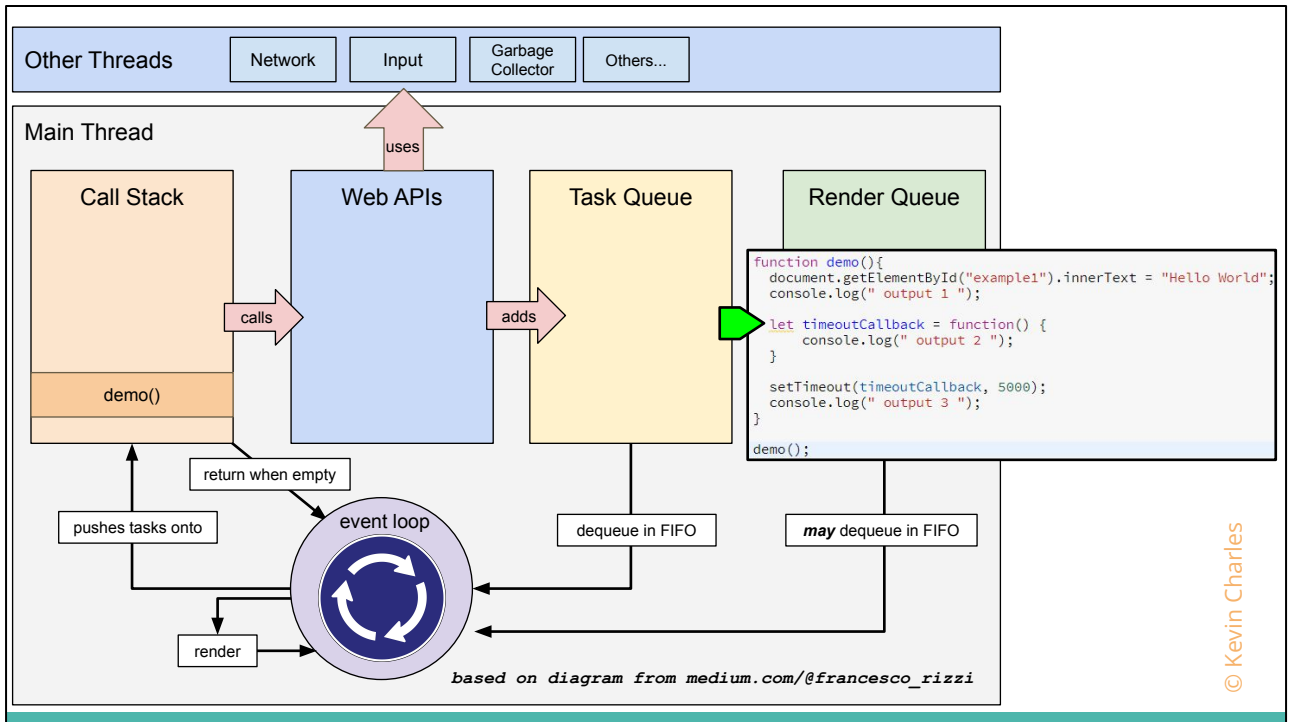 Other Threads
Network
Input
Garbage
Collector
Others...
Main Thread
uses
Call Stack
Web APIs
Task Queue
Render Queue
calls
adds
demo()
function demo(){
  document.getElementById("example1").innerText = "Hello World";
  console.log(" output 1 ");
  let timeoutCallback = function() {
      console.log(" output 2 ");
  }
  setTimeout(timeoutCallback, 5000);
  console.log(" output 3 ");
}
demo();
return when empty
pushes tasks onto
event loop
dequeue in FIFO
may dequeue in FIFO
render
based on diagram from medium.com/@francesco_rizzi
© Kevin Charles